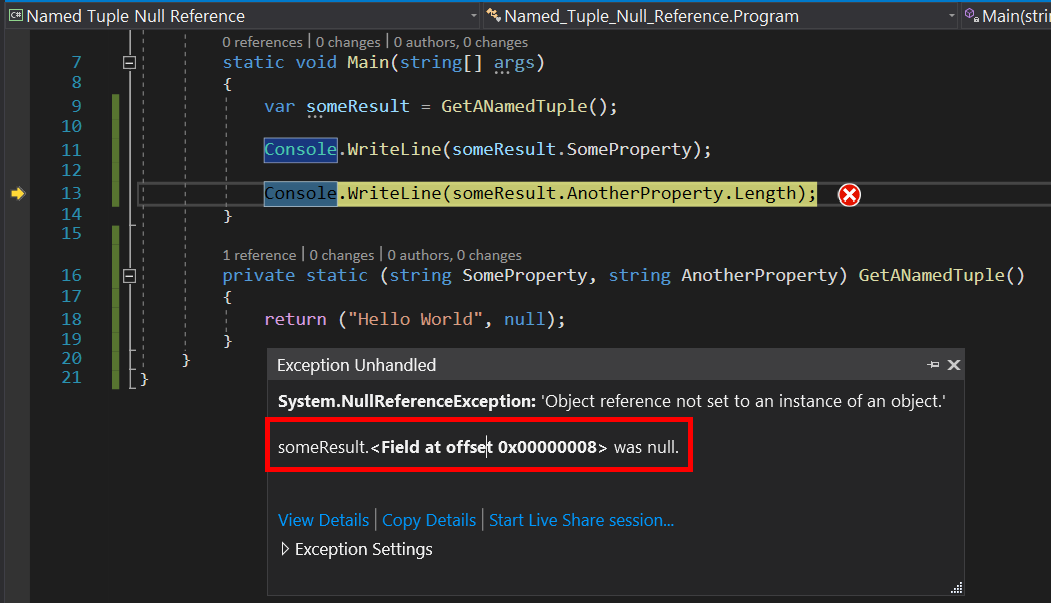 C# Named Tuple Null Reference Named_Tuple_Null_Reference.Program Main(stri
0 references | 0 changes | 0 authors, 0 changes
7 static void Main(string[] args)
8 {
9 var someResult = GetANamedTuple();
10
11 Console.WriteLine(someResult.SomeProperty);
12
13 Console.WriteLine(someResult.AnotherProperty.Length);
14 }
15
1 reference | 0 changes | 0 authors, 0 changes
16 private static (string SomeProperty, string AnotherProperty) GetANamedTuple()
17 {
18 return ("Hello World", null);
19 }
20 }
21 }
Exception Unhandled
System.NullReferenceException: 'Object reference not set to an instance of an object.'
someResult.<Field at offset 0x00000008> was null.
View Details | Copy Details | Start Live Share session...
Exception Settings